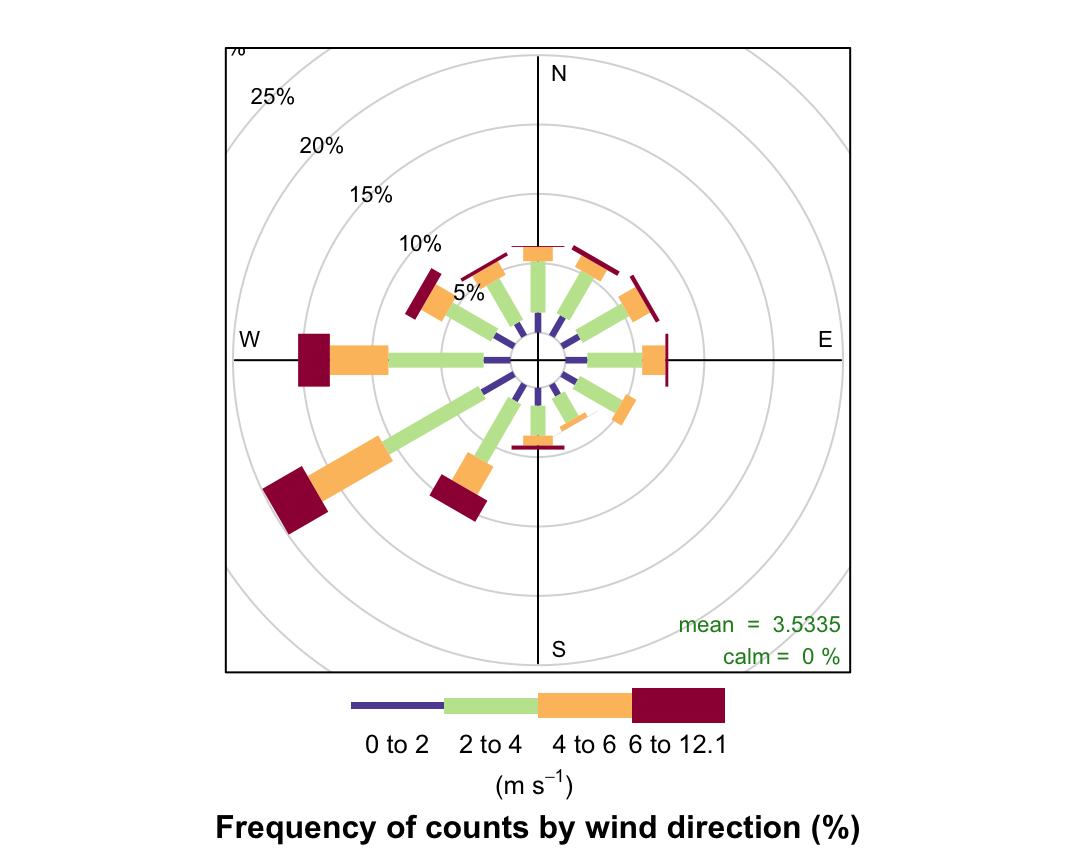 %
N
25%
20%
15%
10%
5%
W
E
S
mean = 3.5335
calm = 0 %
0 to 2 2 to 4 4 to 6 6 to 12.1
(m s⁻¹)
Frequency of counts by wind direction (%)